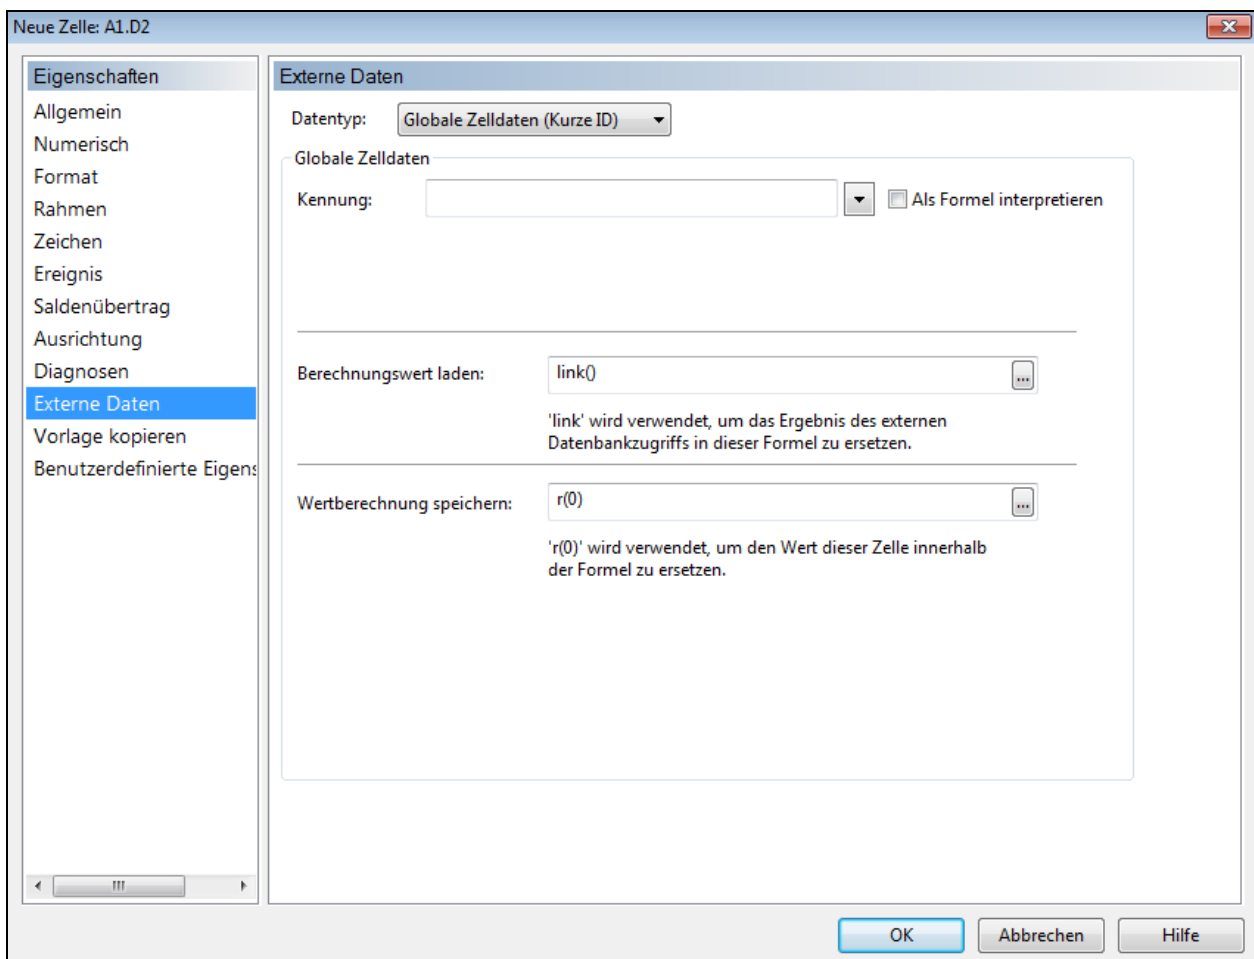 Neue Zelle: A1.D2
Eigenschaften
Allgemein
Numerisch
Format
Rahmen
Zeichen
Ereignis
Saldenübertrag
Ausrichtung
Diagnosen
Externe Daten
Vorlage kopieren
Benutzerdefinierte Eigens
Externe Daten
Datentyp: Globale Zelldaten (Kurze ID)
Globale Zelldaten
Kennung: Als Formel interpretieren
Berechnungswert laden: link() ...
'link' wird verwendet, um das Ergebnis des externen
Datenbankzugriffs in dieser Formel zu ersetzen.
Wertberechnung speichern: r(0) ...
'r(0)' wird verwendet, um den Wert dieser Zelle innerhalb
der Formel zu ersetzen.
OK Abbrechen Hilfe